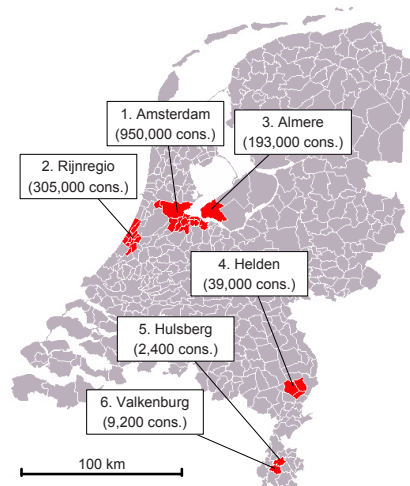 1. Amsterdam
(950,000 cons.)
3. Almere
(193,000 cons.)
2. Rijnregio
(305,000 cons.)
4. Helden
(39,000 cons.)
5. Hulsberg
(2,400 cons.)
6. Valkenburg
(9,200 cons.)
100 km